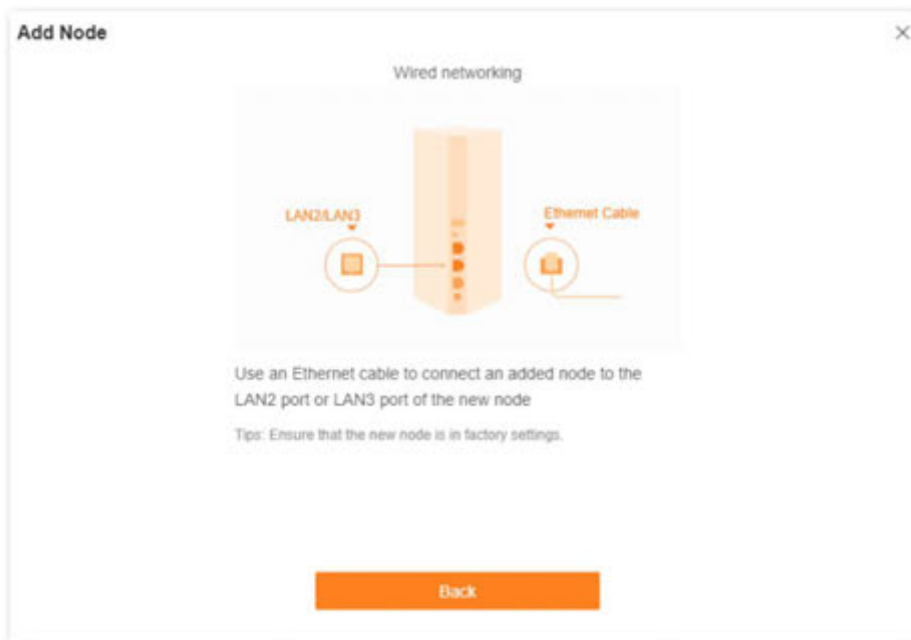 Add Node
Wired networking
LAN2/LAN3
Ethernet Cable
Use an Ethernet cable to connect an added node to the
LAN2 port or LAN3 port of the new node
Tips: Ensure that the new node is in factory settings.
Back